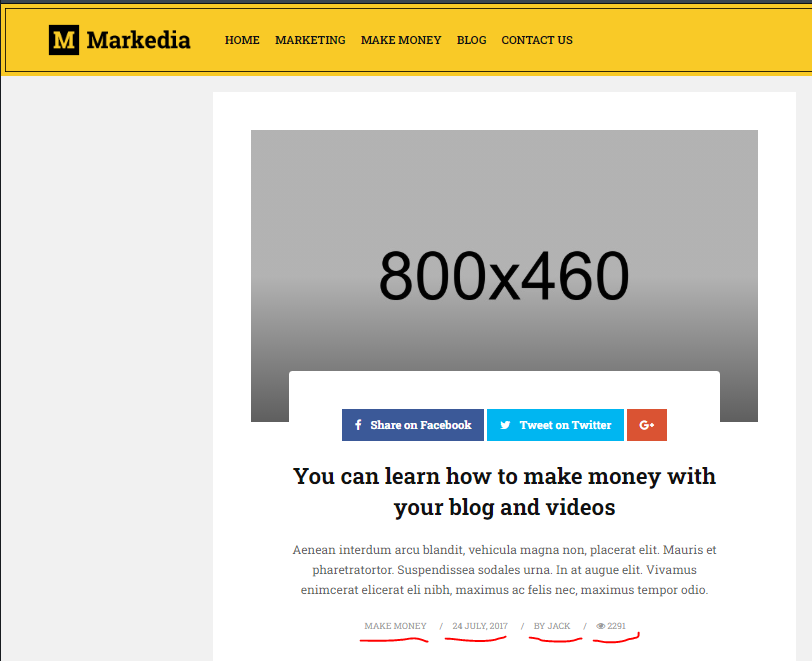 M Markedia HOME MARKETING MAKE MONEY BLOG CONTACT US
800x460
Share on Facebook Tweet on Twitter G+
You can learn how to make money with
your blog and videos
Aenean interdum arcu blandit, vehicula magna non, placerat elit. Mauris et
pharetratortor. Suspendissea sodales urna. In at augue elit. Vivamus
enimcerat elicerat eli nibh, maximus ac felis nec, maximus tempor odio.
MAKE MONEY / 24 JULY, 2017 / BY JACK / 2291